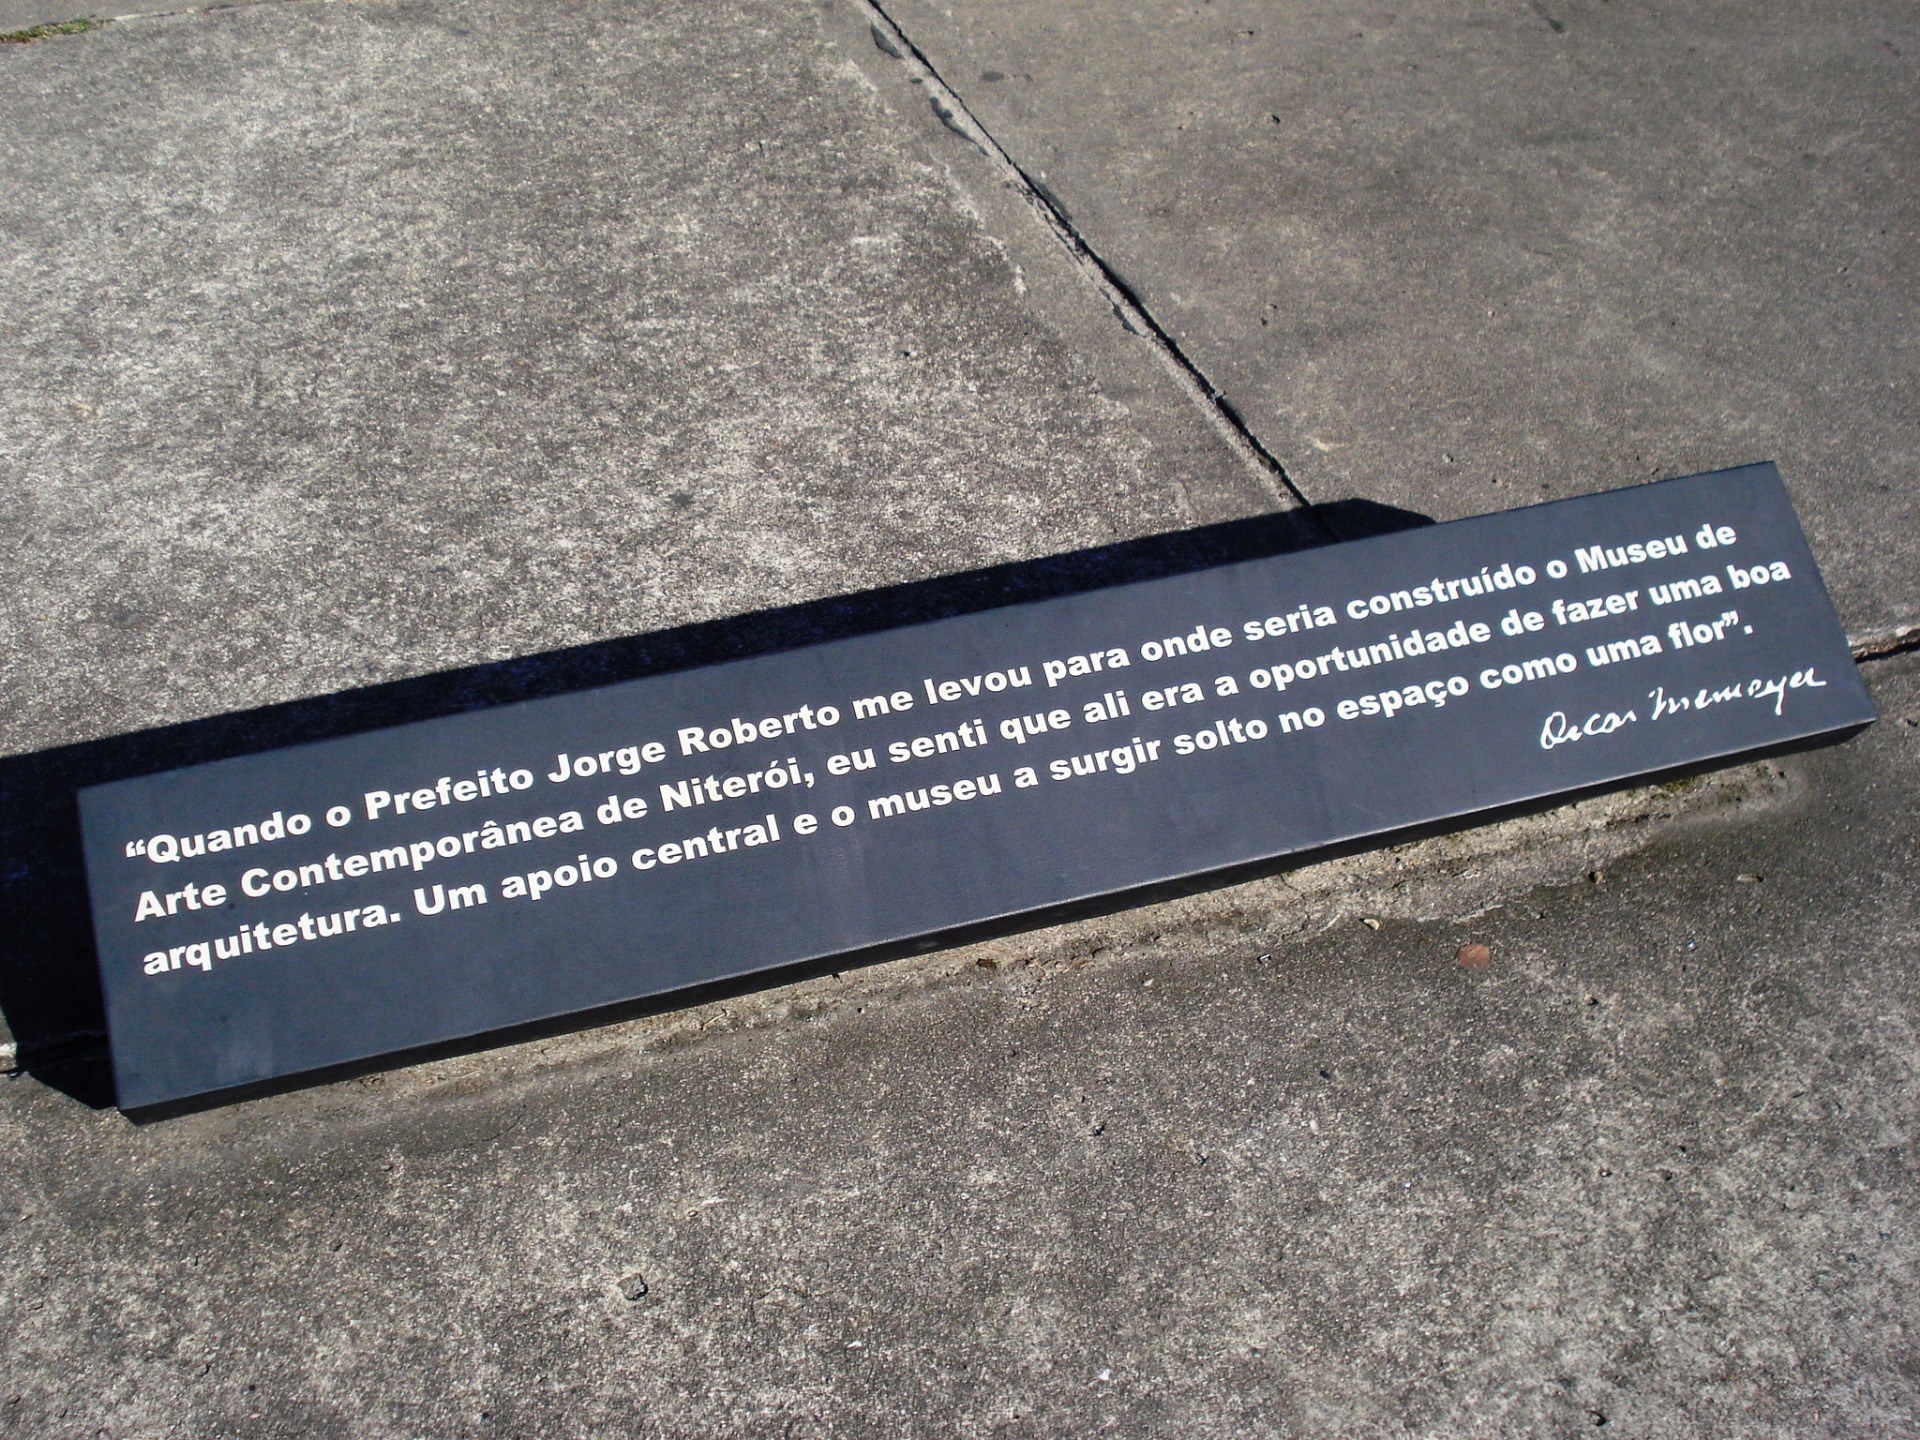 “Quando o Prefeito Jorge Roberto me levou para onde seria construído o Museu de
Arte Contemporânea de Niterói, eu senti que ali era a oportunidade de fazer uma boa
arquitetura. Um apoio central e o museu a surgir solto no espaço como uma flor”.
Oscar Niemeyer